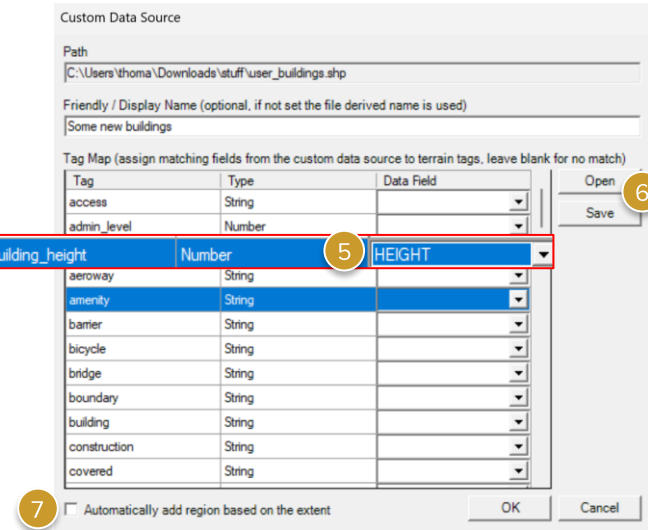 Custom Data Source
Path
C:\Users\thoma\Downloads\stuff\user_buildings.shp
Friendly / Display Name (optional, if not set the file derived name is used)
Some new buildings
Tag Map (assign matching fields from the custom data source to terrain tags, leave blank for no match)
Tag Type Data Field Open 6
access String
Save
admin_level Number
uilding_height Number 5 HEIGHT
aeroway String
amenity String
barrier String
bicycle String
bridge String
boundary String
building String
construction String
covered String
7 Automatically add region based on the extent OK Cancel